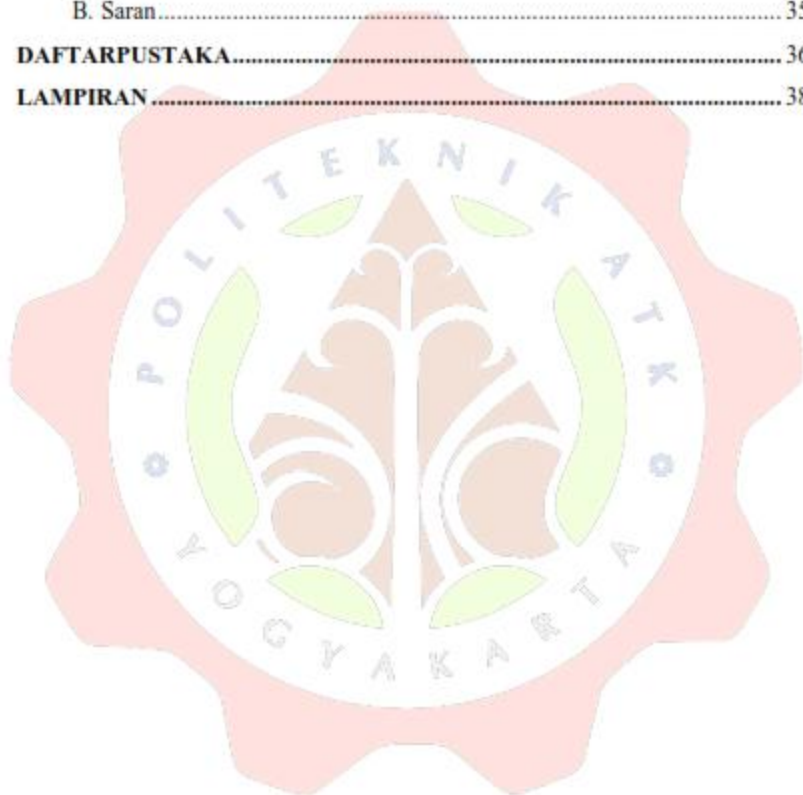 B. Saran ........ 35
DAFTARPUSTAKA ........ 36
LAMPIRAN ........ 38
POLITEKNIK ATK
YOGYAKARTA